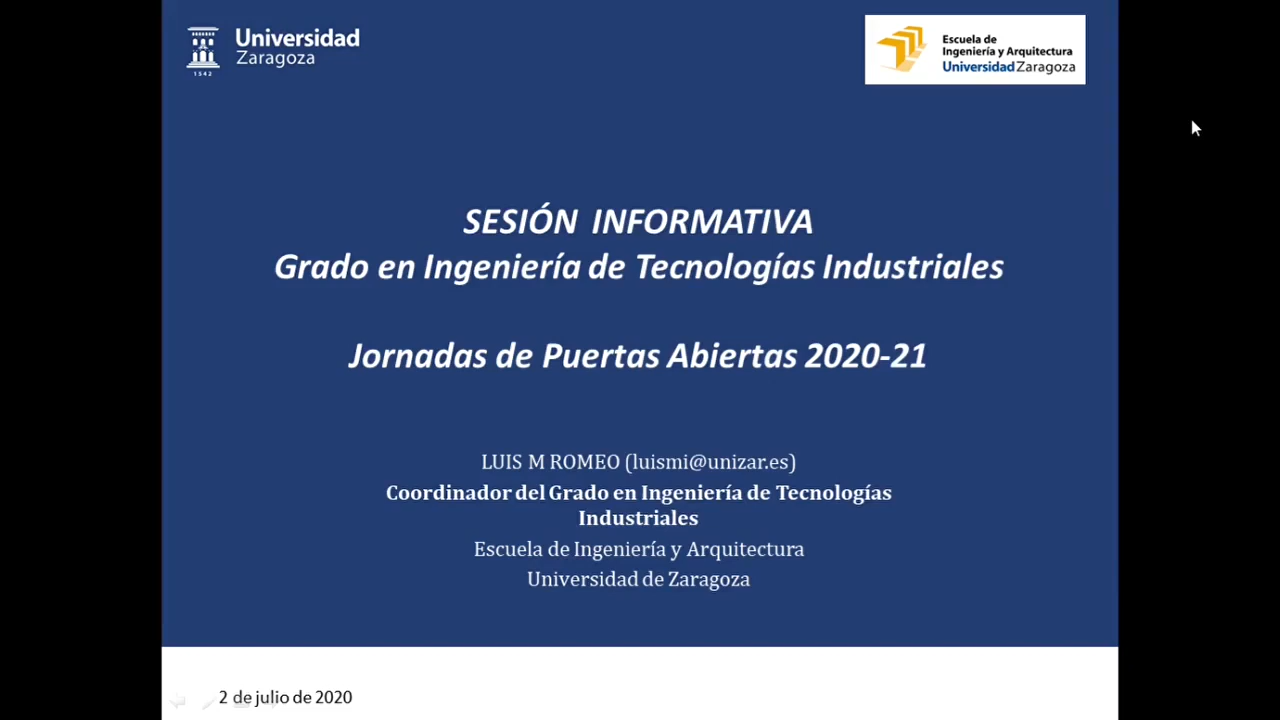 Universidad
Zaragoza
1542
Escuela de
Ingeniería y Arquitectura
UniversidadZaragoza
SESIÓN INFORMATIVA
Grado en Ingeniería de Tecnologías Industriales
Jornadas de Puertas Abiertas 2020-21
LUIS M ROMEO (luismi@unizar.es)
Coordinador del Grado en Ingeniería de Tecnologías
Industriales
Escuela de Ingeniería y Arquitectura
Universidad de Zaragoza
2 de julio de 2020